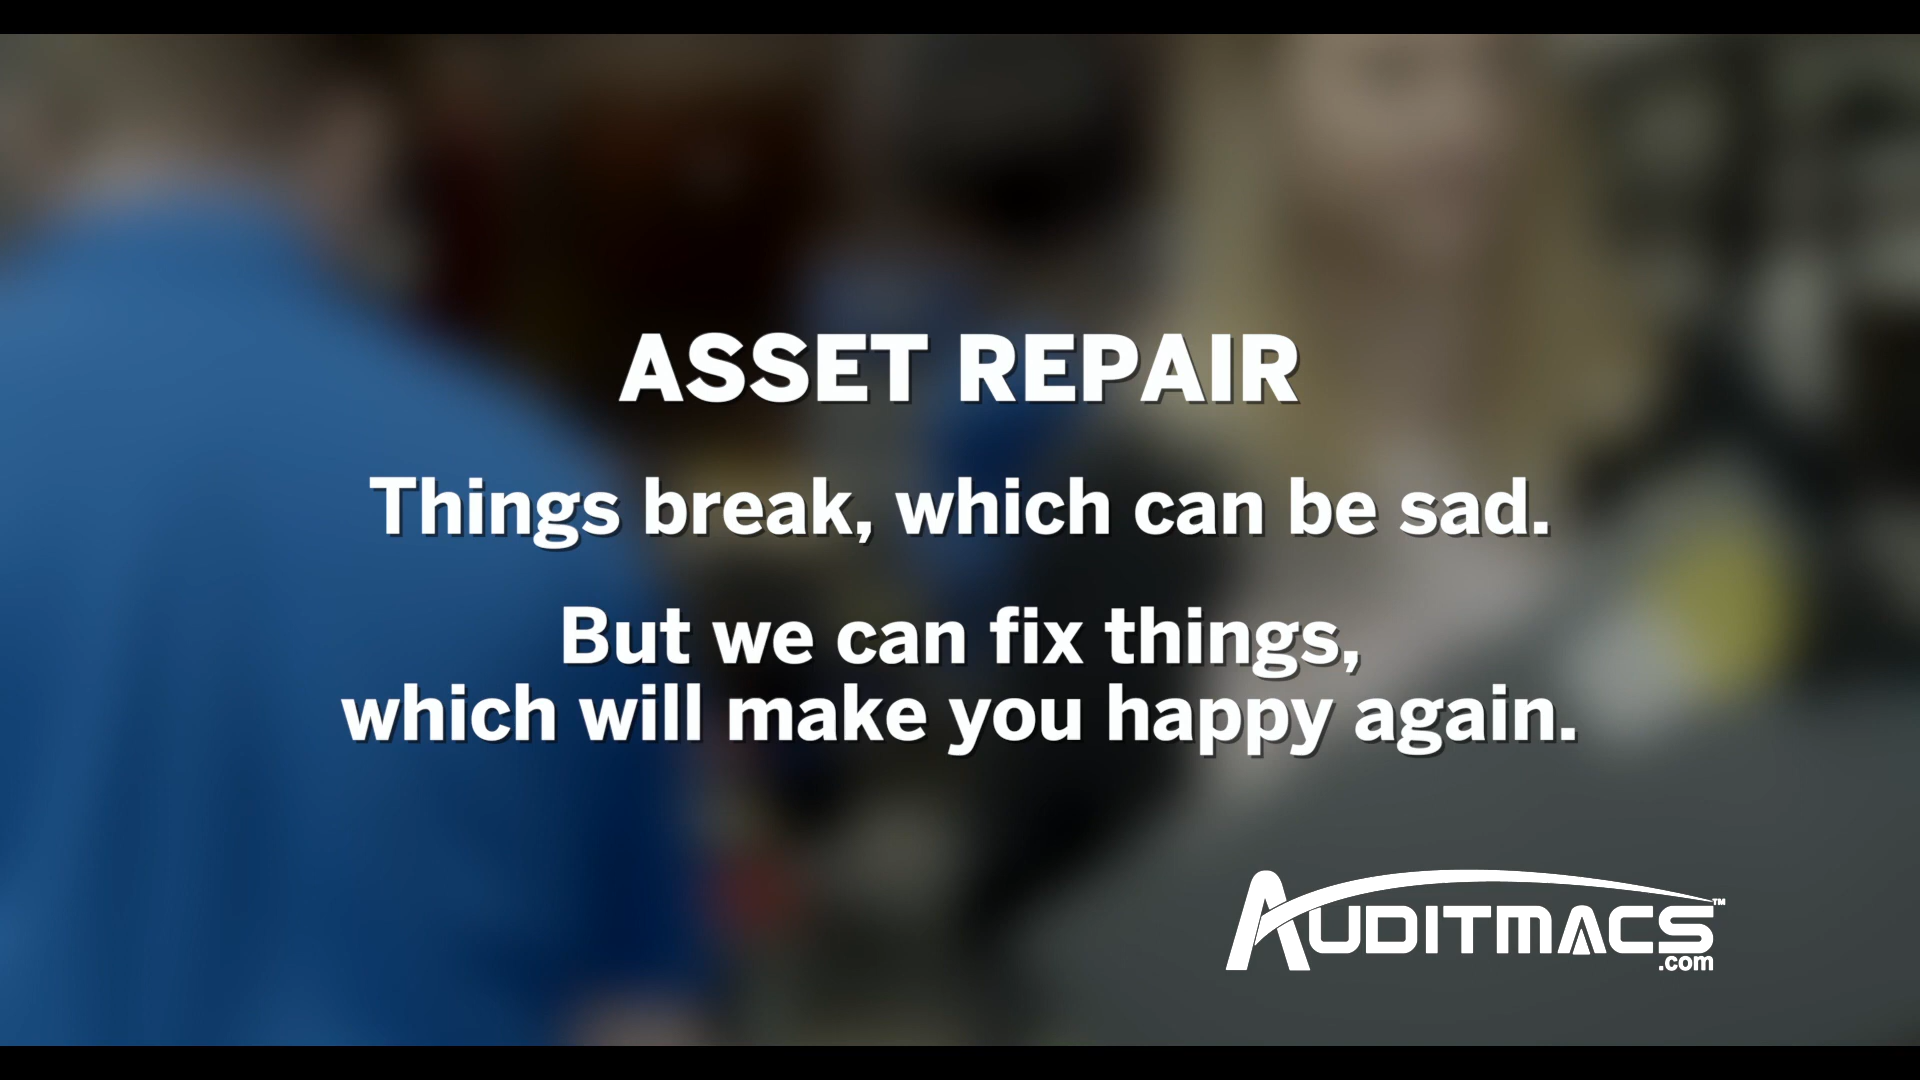 ASSET REPAIR
Things break, which can be sad.
But we can fix things,
which will make you happy again.
AUDITMACS™
.com